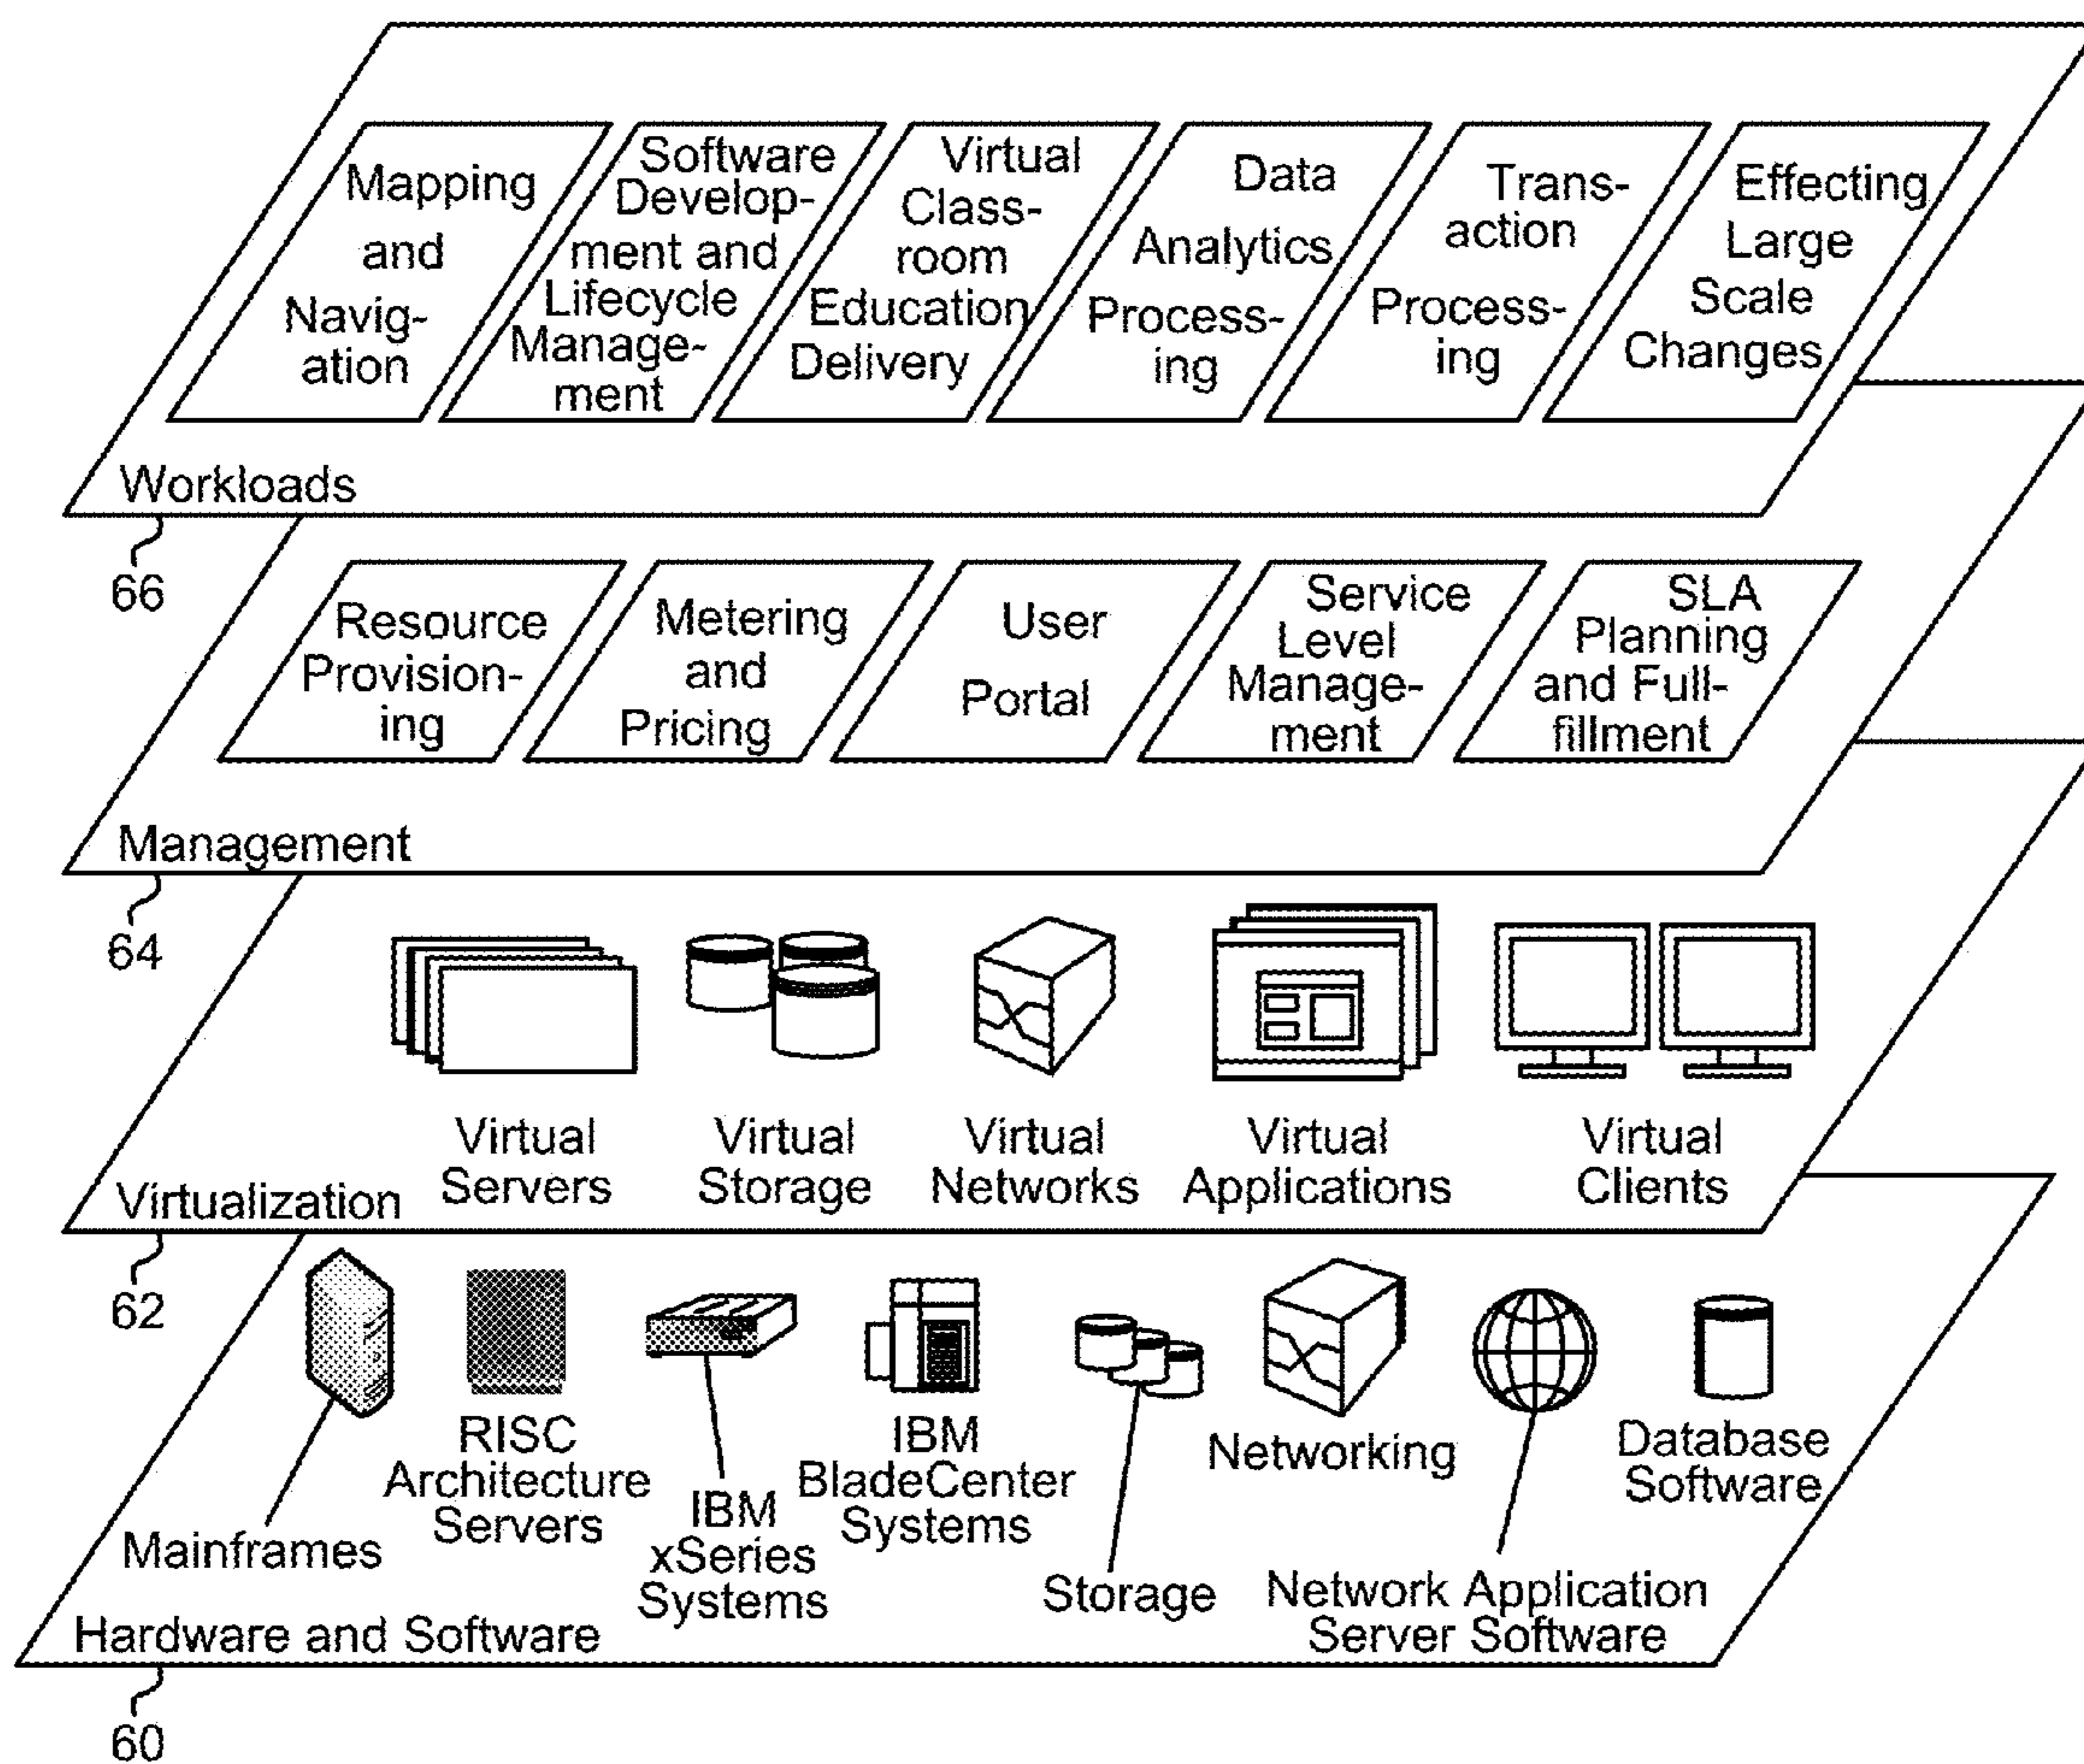 Mapping
and
Navig-
ation
Software
Develop-
ment and
Lifecycle
Manage-
ment
Virtual
Class-
room
Education
Delivery
Data
Analytics
Process-
ing
Trans-
action
Process-
ing
Effecting
Large
Scale
Changes
Workloads
66
Resource
Provision-
ing
Metering
and
Pricing
User
Portal
Service
Level
Manage-
ment
SLA
Planning
and Full-
fillment
Management
64
Virtual
Servers
Virtual
Storage
Virtual
Networks
Virtual
Applications
Virtual
Clients
Virtualization
62
Mainframes
RISC
Architecture
Servers
IBM
xSeries
Systems
IBM
BladeCenter
Systems
Storage
Networking
Network Application
Server Software
Database
Software
Hardware and Software
60